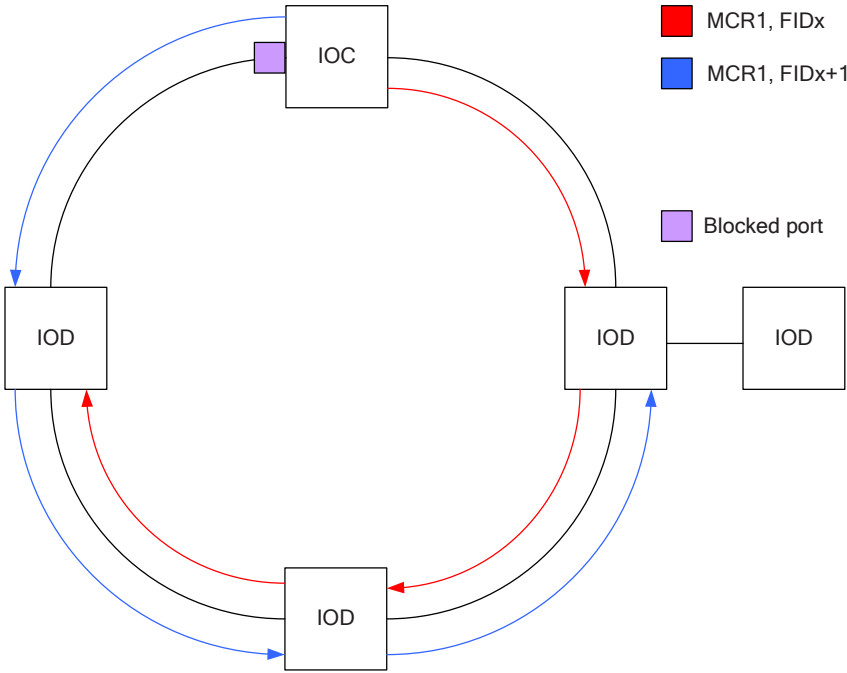 IOC
MCR1, FIDx
MCR1, FIDx+1
Blocked port
IOD
IOD
IOD
IOD